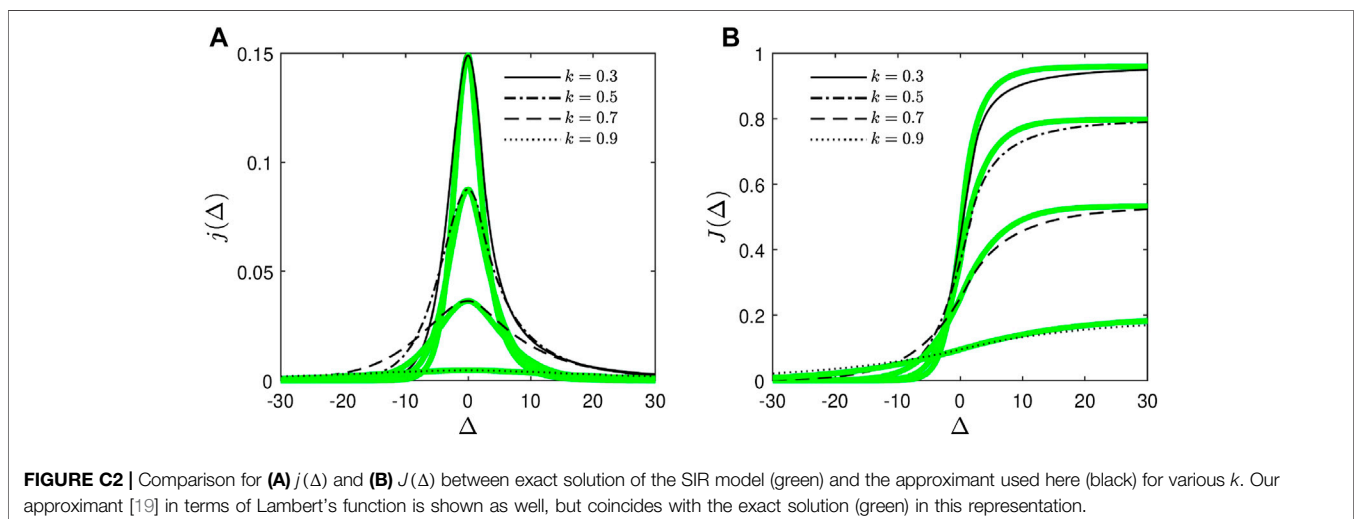 A
0.15
0.1
0.05
0
j(Δ)
-30 -20 -10 0 10 20 30
Δ
k = 0.3
k = 0.5
k = 0.7
k = 0.9
B
1
0.8
0.6
0.4
0.2
0
J(Δ)
-30 -20 -10 0 10 20 30
Δ
k = 0.3
k = 0.5
k = 0.7
k = 0.9
FIGURE C2 | Comparison for (A) j(Δ) and (B) J(Δ) between exact solution of the SIR model (green) and the approximant used here (black) for various k. Our
approximant [19] in terms of Lambert’s function is shown as well, but coincides with the exact solution (green) in this representation.